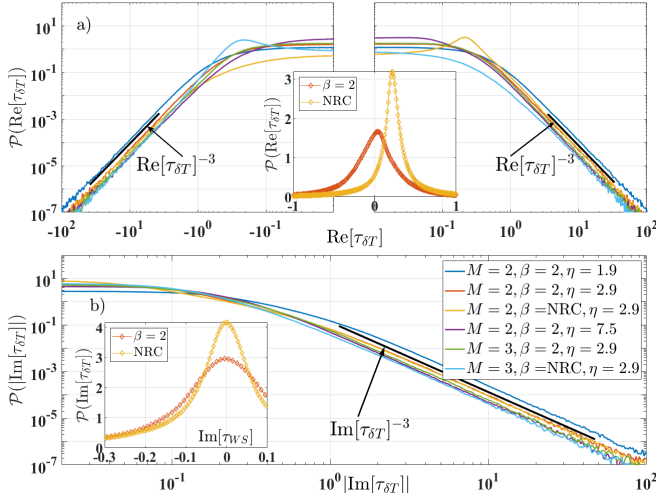 a)
10^5
10^1
10^-3
10^-7
P(Re[τ_δT])
Re[τ_δT]^-3
Re[τ_δT]^-3
β = 2
NRC
P(Re[τ_δT])
3
2
1
0
-1 0 1
-10^2 -10^1 -10^0 -10^-1 10^-1 10^0 10^1 10^2
Re[τ_δT]
b)
10^5
10^1
10^-3
10^-7
P(|Im[τ_δT]|)
M = 2, β = 2, η = 1.9
M = 2, β = 2, η = 2.9
M = 2, β =NRC, η = 2.9
M = 2, β = 2, η = 7.5
M = 3, β = 2, η = 2.9
M = 3, β =NRC, η = 2.9
β = 2
NRC
P(Im[τ_δT])
4
3
2
1
0
Im[τ_WS]
-0.3 -0.2 -0.1 0 0.1
Im[τ_δT]^-3
10^-1 10^0 10^1 10^2
|Im[τ_δT]|